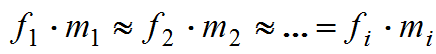 f₁ · m₁ ≈ f₂ · m₂ ≈ ... = fᵢ · mᵢ